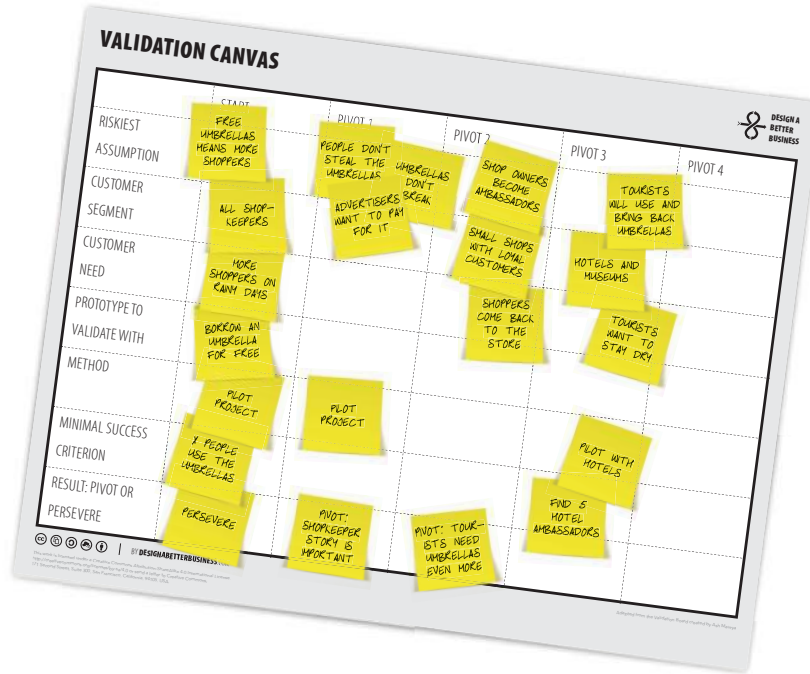 VALIDATION CANVAS
DESIGN A
BETTER
BUSINESS
START
PIVOT 1
PIVOT 2
PIVOT 3
PIVOT 4
RISKIEST
ASSUMPTION
FREE
UMBRELLAS
MEANS MORE
SHOPPERS
PEOPLE DON'T
STEAL THE
UMBRELLAS
UMBRELLAS
DON'T
BREAK
ADVERTISERS
WANT TO PAY
FOR IT
SHOP OWNERS
BECOME
AMBASSADORS
TOURISTS
WILL USE AND
BRING BACK
UMBRELLAS
CUSTOMER
SEGMENT
ALL SHOP-
KEEPERS
SMALL SHOPS
WITH LOYAL
CUSTOMERS
HOTELS AND
MUSEUMS
CUSTOMER
NEED
MORE
SHOPPERS ON
RAINY DAYS
SHOPPERS
COME BACK
TO THE
STORE
TOURISTS
WANT TO
STAY DRY
PROTOTYPE TO
VALIDATE WITH
BORROW AN
UMBRELLA
FOR FREE
METHOD
PILOT
PROJECT
PILOT
PROJECT
PILOT WITH
HOTELS
MINIMAL SUCCESS
CRITERION
X PEOPLE
USE THE
UMBRELLAS
FIND 5
HOTEL
AMBASSADORS
RESULT: PIVOT OR
PERSEVERE
PERSEVERE
PIVOT:
SHOPKEEPER
STORY IS
IMPORTANT
PIVOT: TOUR-
ISTS NEED
UMBRELLAS
EVEN MORE
cc
BY DESIGNABETTERBUSINESS